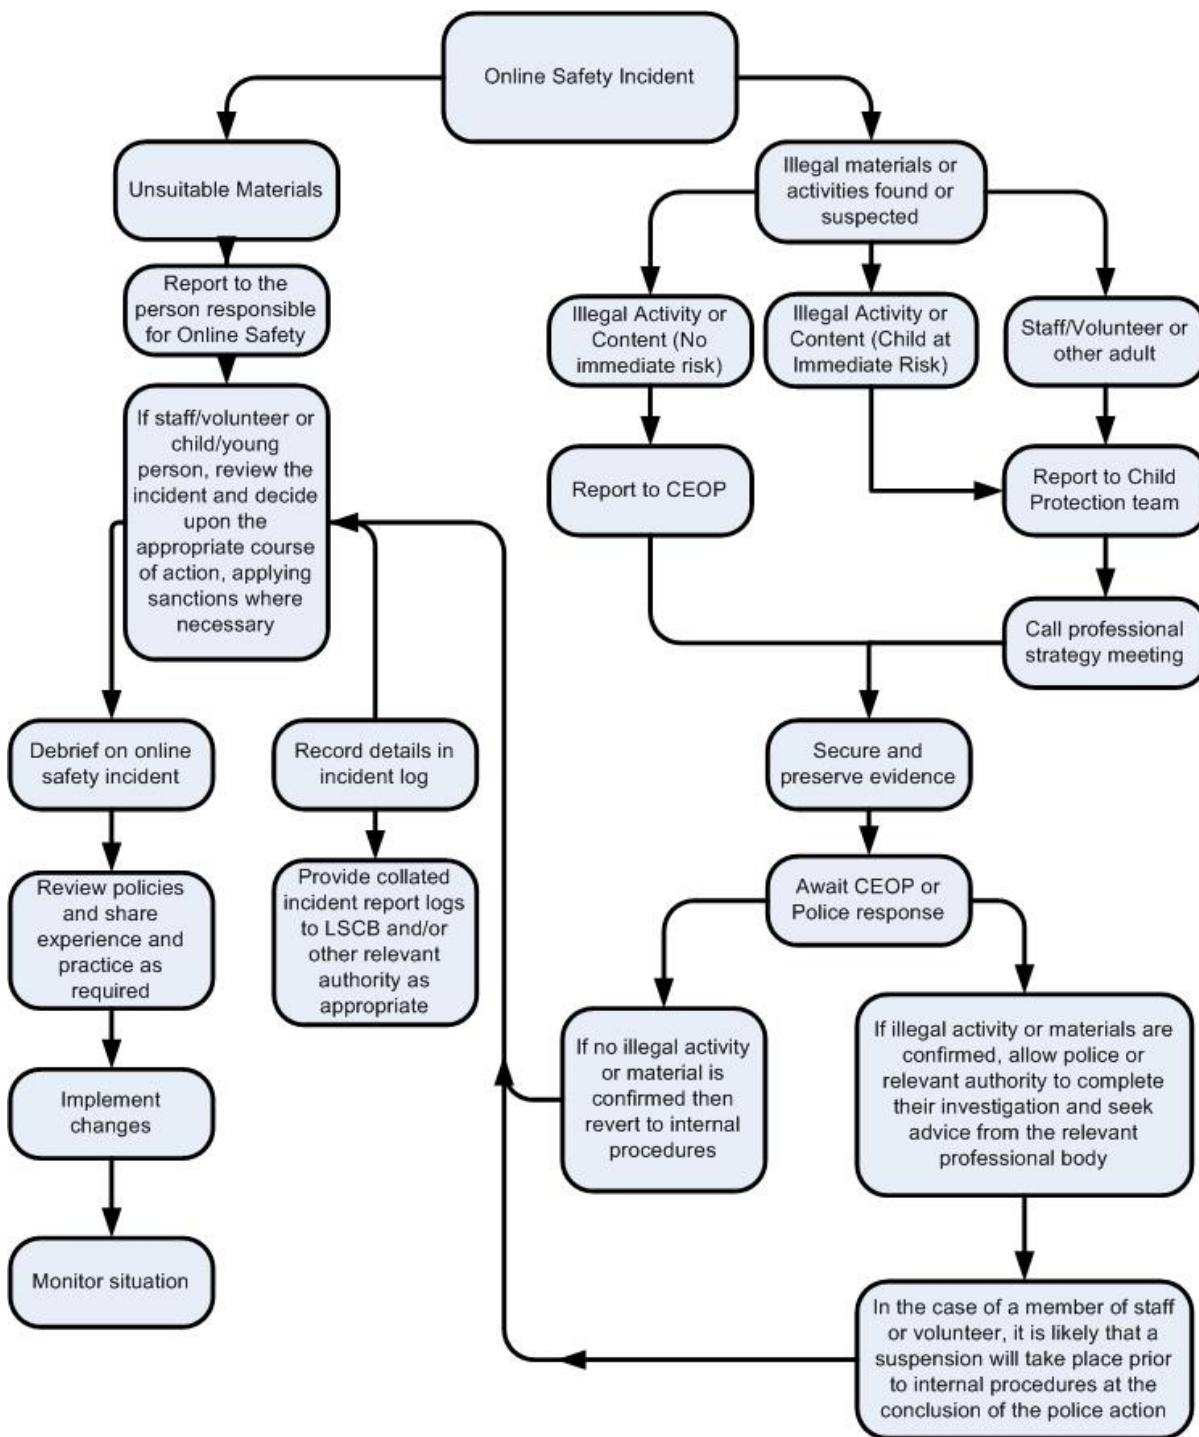 Online Safety Incident
Unsuitable Materials
Illegal materials or
activities found or
suspected
Report to the
person responsible
for Online Safety
Illegal Activity or
Content (No
immediate risk)
Illegal Activity or
Content (Child at
Immediate Risk)
Staff/Volunteer or
other adult
If staff/volunteer or
child/young
person, review the
incident and decide
upon the
appropriate course
of action, applying
sanctions where
necessary
Report to CEOP
Report to Child
Protection team
Call professional
strategy meeting
Debrief on online
safety incident
Record details in
incident log
Secure and
preserve evidence
Review policies
and share
experience and
practice as
required
Provide collated
incident report logs
to LSCB and/or
other relevant
authority as
appropriate
Await CEOP or
Police response
If no illegal activity
or material is
confirmed then
revert to internal
procedures
If illegal activity or materials are
confirmed, allow police or
relevant authority to complete
their investigation and seek
advice from the relevant
professional body
Implement
changes
Monitor situation
In the case of a member of staff
or volunteer, it is likely that a
suspension will take place prior
to internal procedures at the
conclusion of the police action